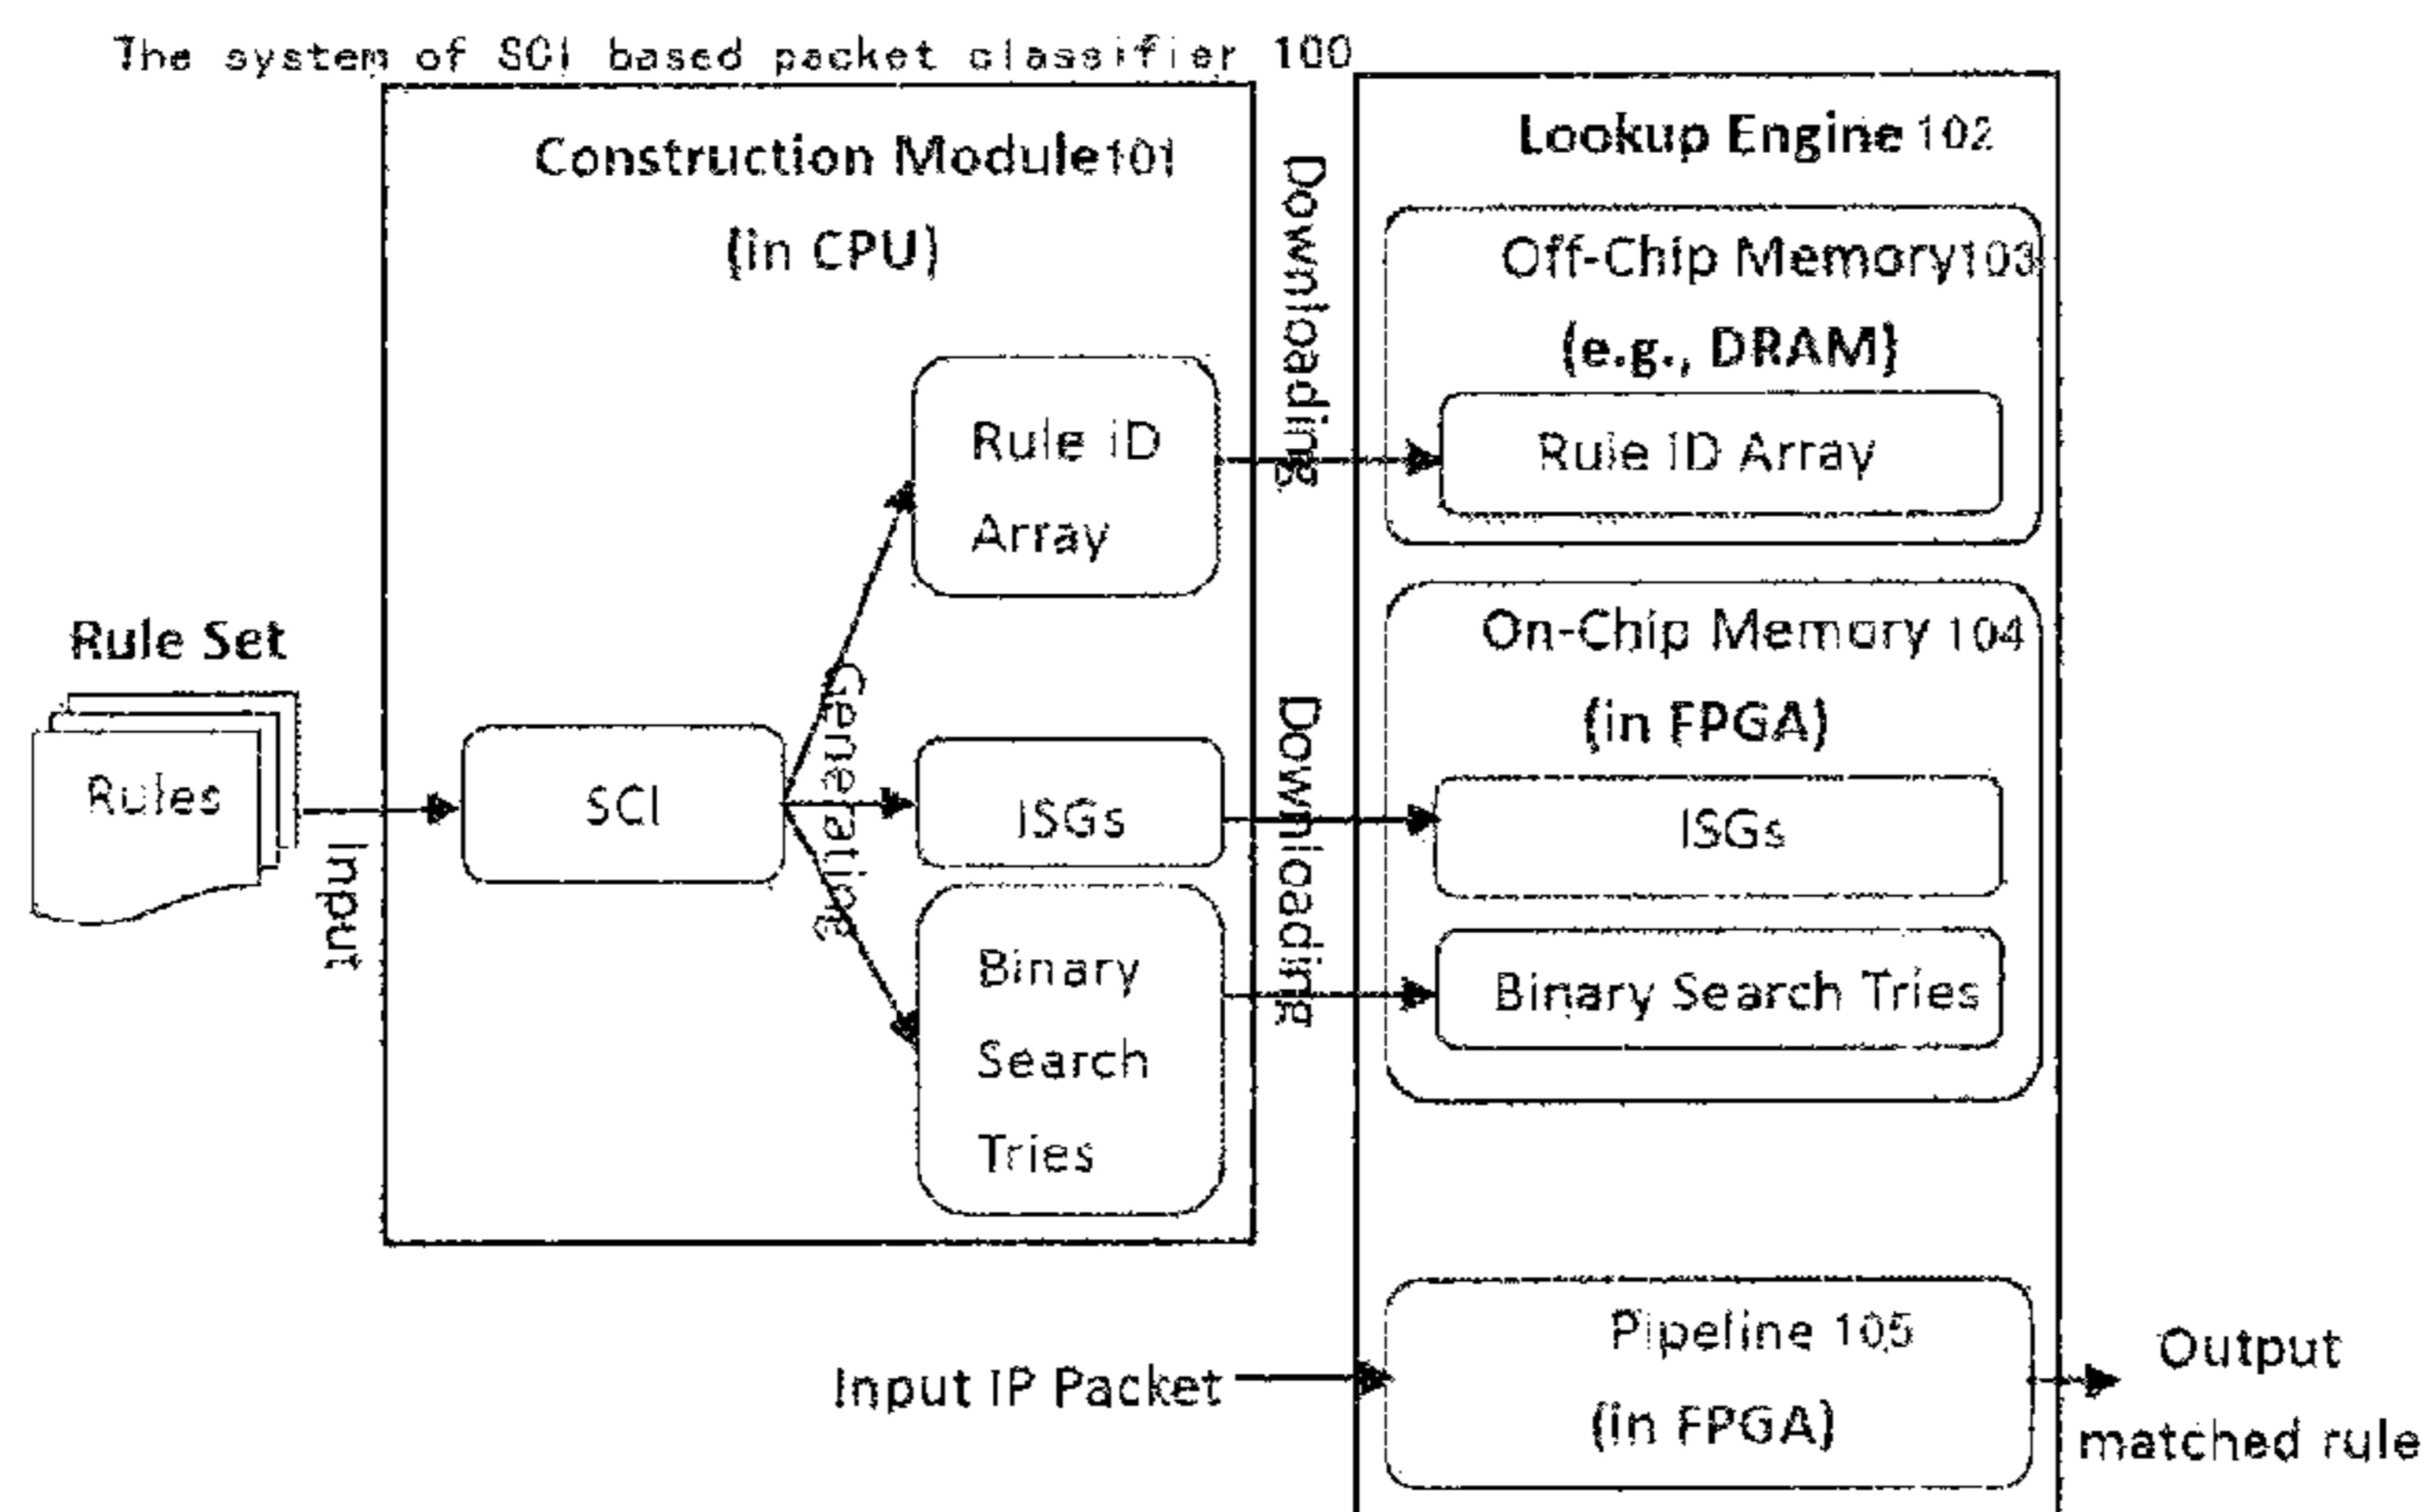 The system of SCI based packet classifier 100
Construction Module101
(in CPU)
Rule ID
Array
Rule Set
Rules
Input
SCI
Generating
ISGs
Binary
Search
Tries
Downloading
Downloading
Lookup Engine 102
Off-Chip Memory103
(e.g., DRAM)
Rule ID Array
On-Chip Memory 104
(in FPGA)
ISGs
Binary Search Tries
Input IP Packet
Pipeline 105
(in FPGA)
Output
matched rule